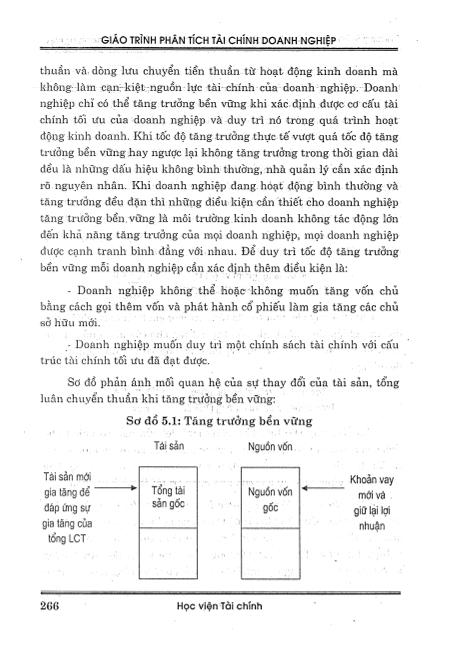 GIÁO TRÌNH PHÂN TÍCH TÀI CHÍNH DOANH NGHIỆP
thuần và dòng lưu chuyển tiền thuần từ hoạt động kinh doanh mà
không làm cạn kiệt nguồn lực tài chính của doanh nghiệp. Doanh
nghiệp chỉ có thể tăng trưởng bền vững khi xác định được cơ cấu tài
chính tối ưu của doanh nghiệp và duy trì nó trong quá trình hoạt
động kinh doanh. Khi tốc độ tăng trưởng thực tế vượt quá tốc độ tăng
trưởng bền vững hay ngược lại không tăng trưởng trong thời gian dài
đều là những dấu hiệu không bình thường, nhà quản lý cần xác định
rõ nguyên nhân. Khi doanh nghiệp đang hoạt động bình thường và
tăng trưởng đều đặn thì những điều kiện cần thiết cho doanh nghiệp
tăng trưởng bền vững là môi trường kinh doanh không tác động lớn
đến khả năng tăng trưởng của mọi doanh nghiệp, mọi doanh nghiệp
được cạnh tranh bình đẳng với nhau. Để duy trì tốc độ tăng trưởng
bền vững mỗi doanh nghiệp cần xác định thêm điều kiện là:
- Doanh nghiệp không thể hoặc không muốn tăng vốn chủ
bằng cách gọi thêm vốn và phát hành cổ phiếu làm gia tăng các chủ
sở hữu mới.
- Doanh nghiệp muốn duy trì một chính sách tài chính với cấu
trúc tài chính tối ưu đã đạt được.
Sơ đồ phản ánh mối quan hệ của sự thay đổi của tài sản, tổng
luân chuyển thuần khi tăng trưởng bền vững:
Sơ đồ 5.1: Tăng trưởng bền vững
Tài sản
Nguồn vốn
Tài sản mới
gia tăng để
đáp ứng sự
gia tăng của
tổng LCT
Tổng tài
sản gốc
Nguồn vốn
gốc
Khoản vay
mới và
giữ lại lợi
nhuận
266
Học viện Tài chính